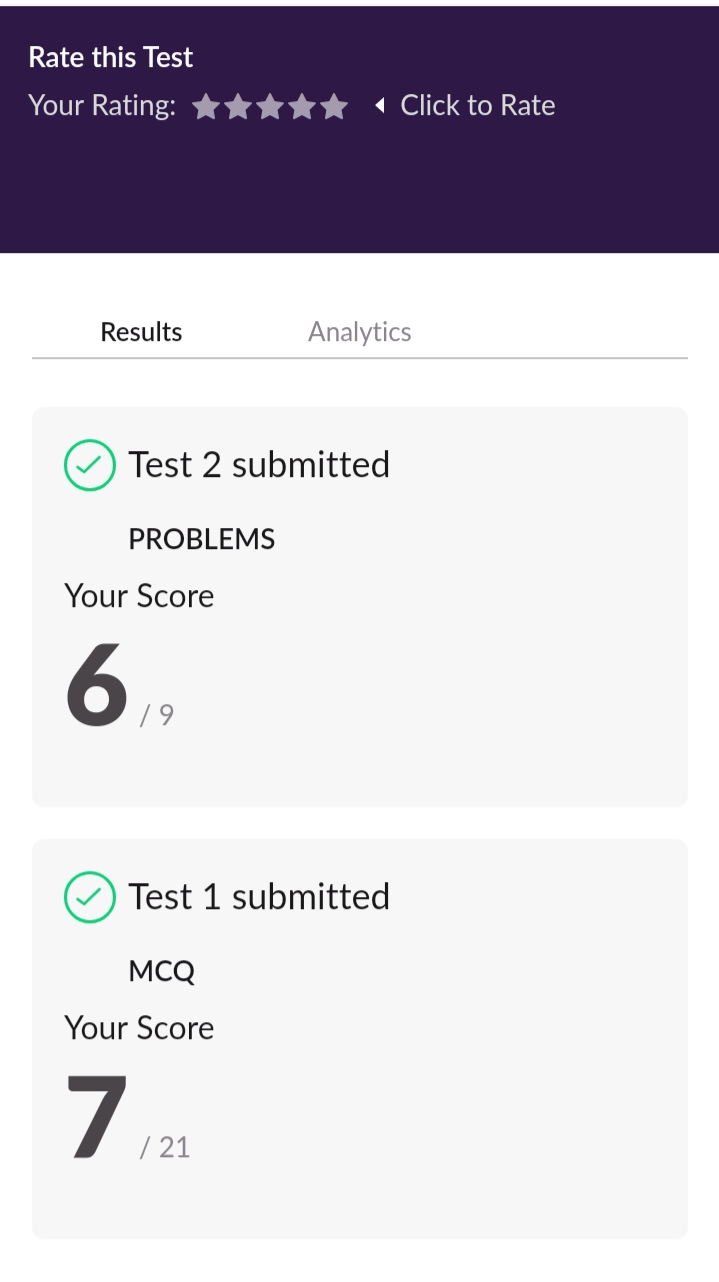 Rate this Test
Your Rating: Click to Rate
Results Analytics
Test 2 submitted
PROBLEMS
Your Score
6 / 9
Test 1 submitted
MCQ
Your Score
7 / 21